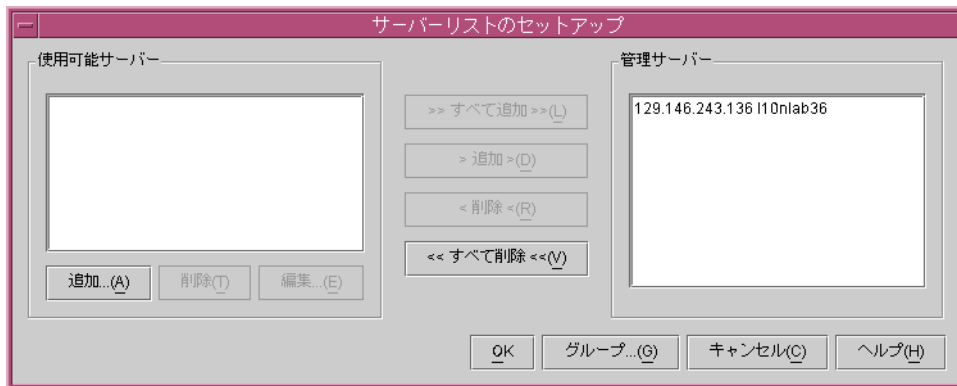 サーバーリストのセットアップ
使用可能サーバー
追加...(A)
削除(T)
編集...(E)
>> すべて追加 >>(L)
> 追加 >(D)
< 削除 <(R)
<< すべて削除 <<(V)
管理サーバー
129.146.243.136 l10nlab36
OK
グループ...(G)
キャンセル(C)
ヘルプ(H)